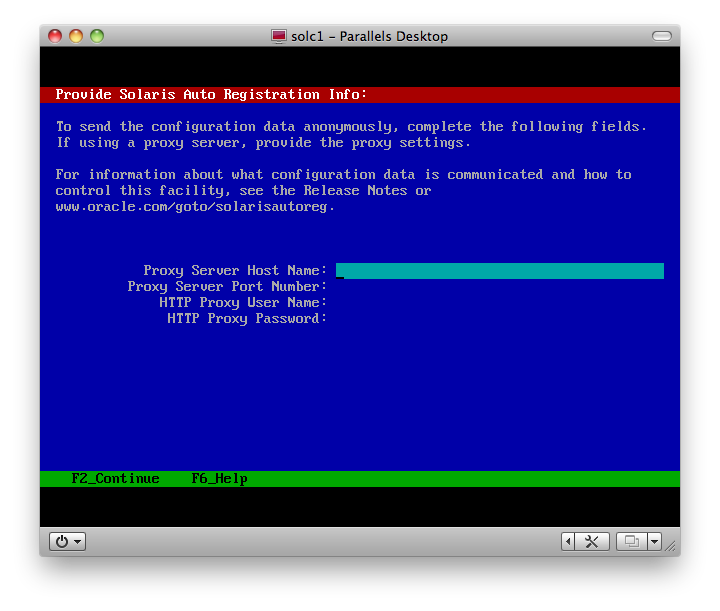 solc1 - Parallels Desktop
Provide Solaris Auto Registration Info:
To send the configuration data anonymously, complete the following fields.
If using a proxy server, provide the proxy settings.
For information about what configuration data is communicated and how to
control this facility, see the Release Notes or
www.oracle.com/goto/solarisautoreg.
Proxy Server Host Name:
Proxy Server Port Number:
HTTP Proxy User Name:
HTTP Proxy Password:
F2_Continue F6_Help